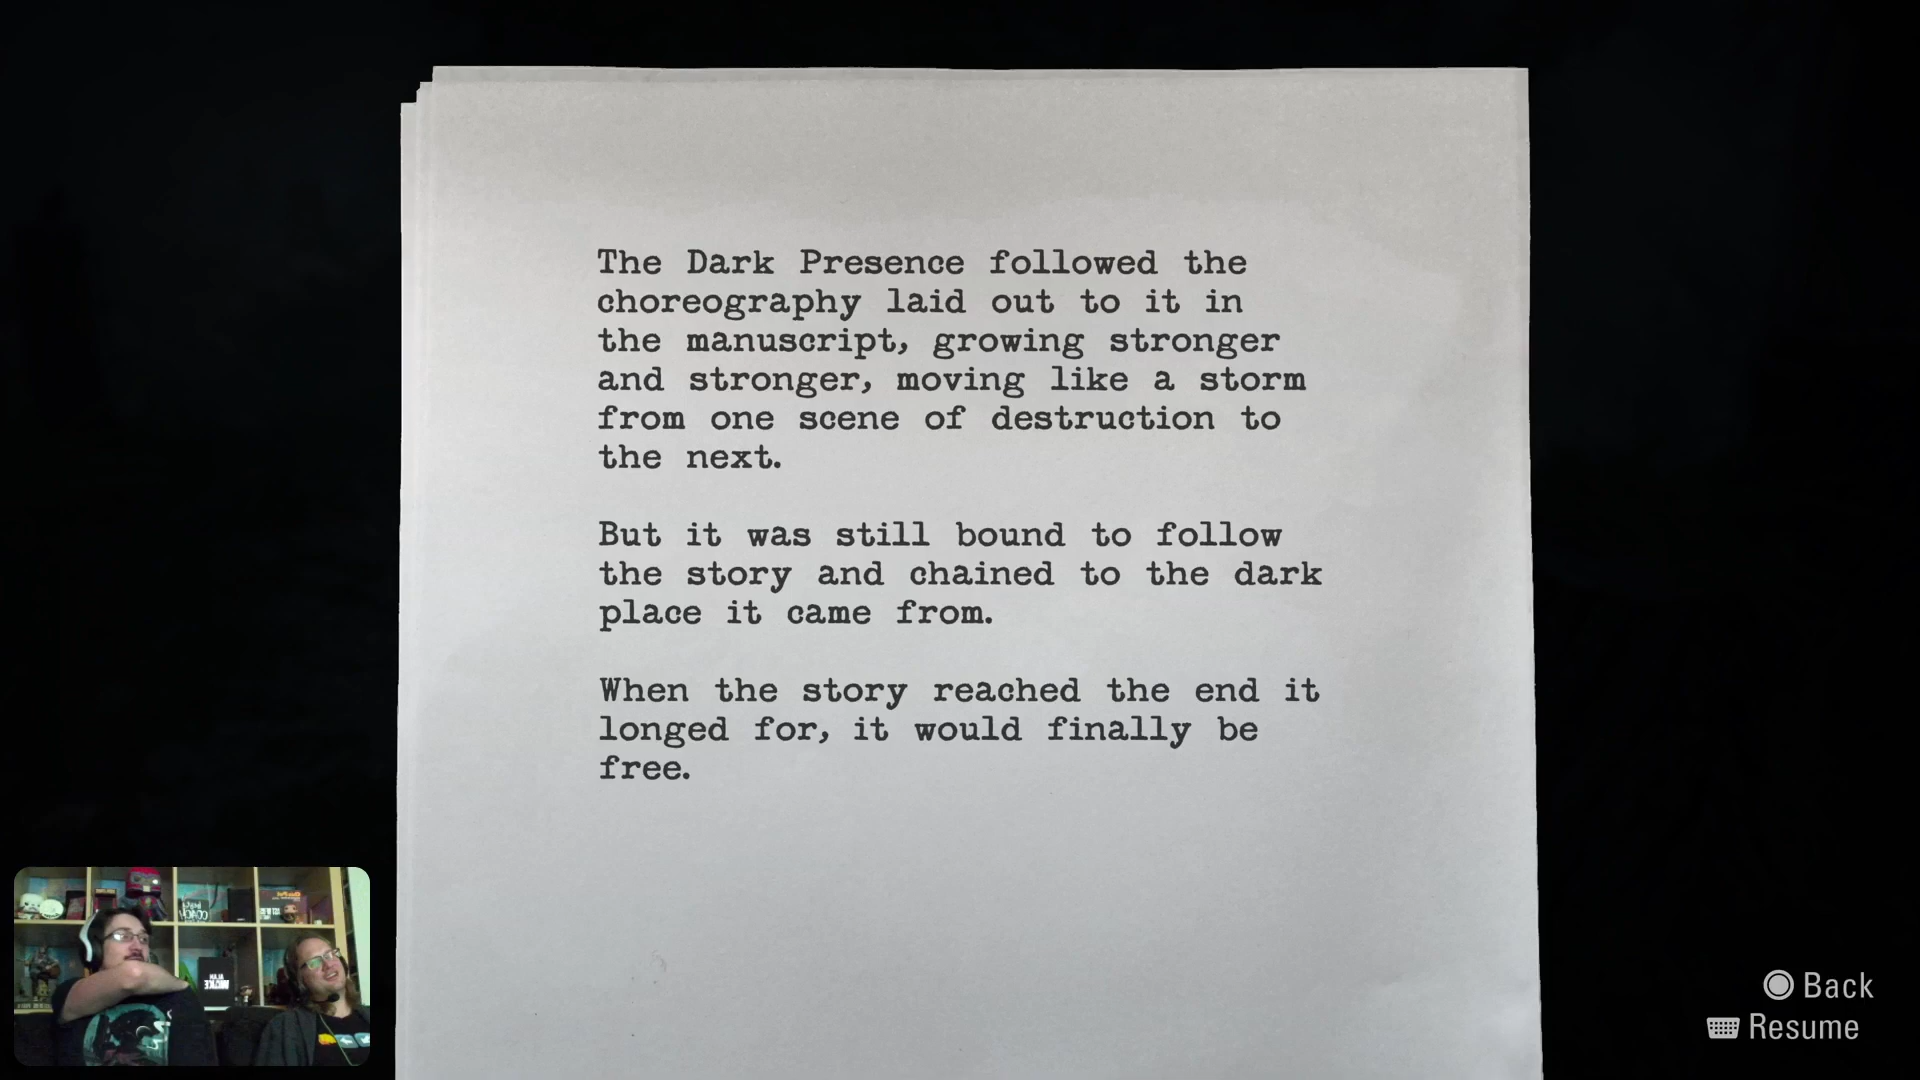 The Dark Presence followed the
choreography laid out to it in
the manuscript, growing stronger
and stronger, moving like a storm
from one scene of destruction to
the next.
But it was still bound to follow
the story and chained to the dark
place it came from.
When the story reached the end it
longed for, it would finally be
free.
Back
Resume